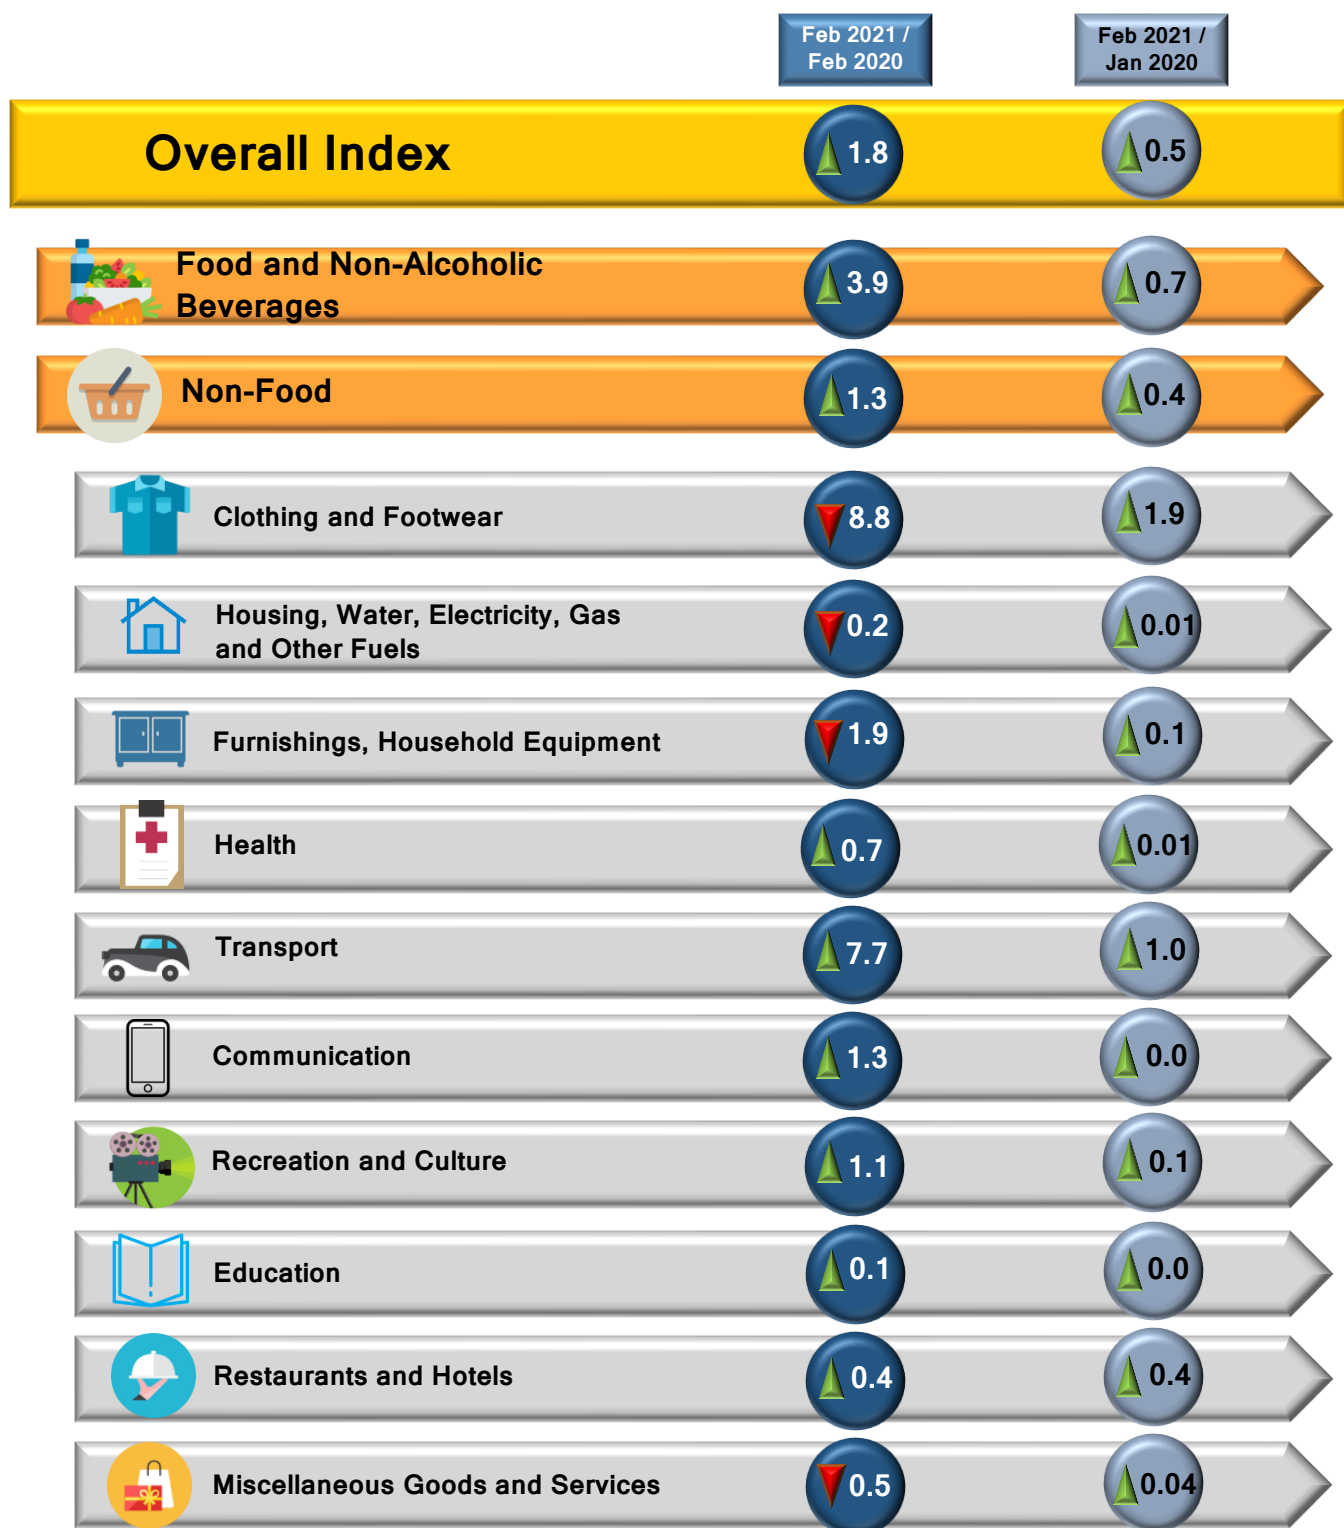 Feb 2021 /
Feb 2020
Feb 2021 /
Jan 2020
Overall Index
1.8
0.5
Food and Non-Alcoholic
Beverages
3.9
0.7
Non-Food
1.3
0.4
Clothing and Footwear
8.8
1.9
Housing, Water, Electricity, Gas
and Other Fuels
0.2
0.01
Furnishings, Household Equipment
1.9
0.1
Health
0.7
0.01
Transport
7.7
1.0
Communication
1.3
0.0
Recreation and Culture
1.1
0.1
Education
0.1
0.0
Restaurants and Hotels
0.4
0.4
Miscellaneous Goods and Services
0.5
0.04